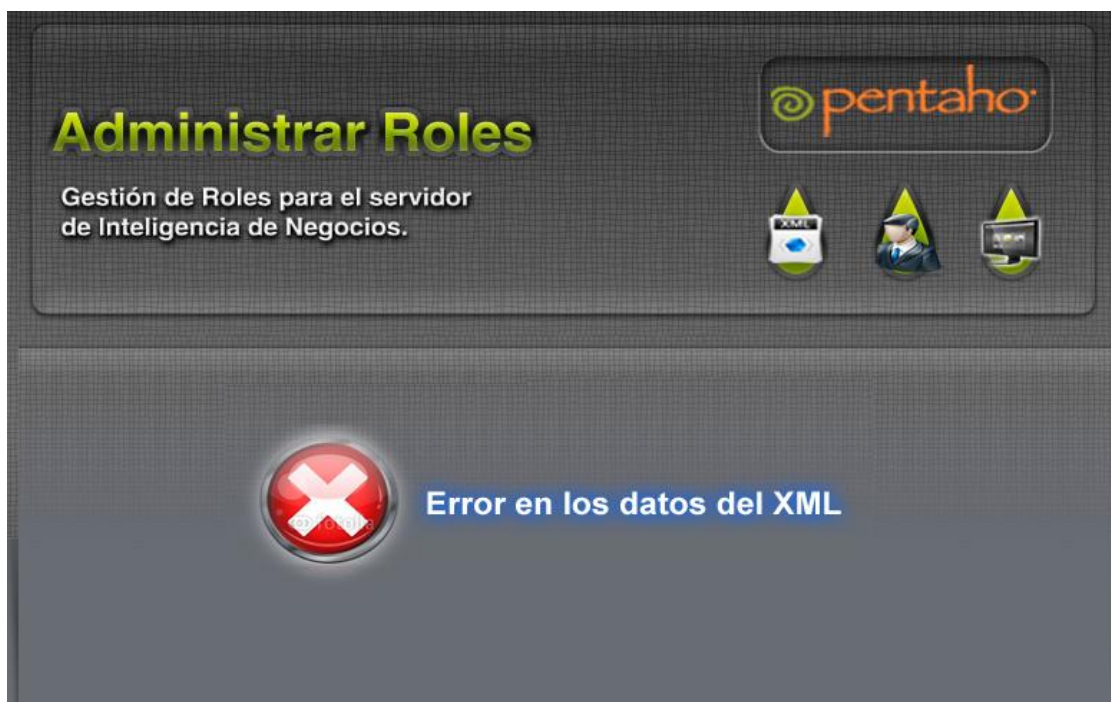 pentaho
Administrar Roles
Gestión de Roles para el servidor
de Inteligencia de Negocios.
XML
Error en los datos del XML